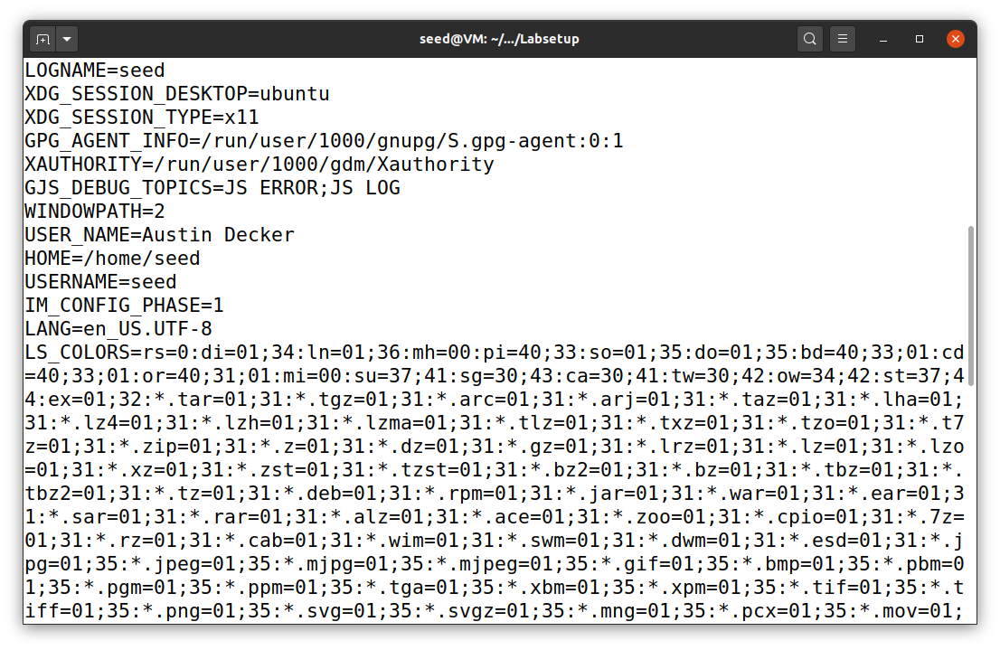 seed@VM: ~/.../Labsetup
LOGNAME=seed
XDG_SESSION_DESKTOP=ubuntu
XDG_SESSION_TYPE=x11
GPG_AGENT_INFO=/run/user/1000/gnupg/S.gpg-agent:0:1
XAUTHORITY=/run/user/1000/gdm/Xauthority
GJS_DEBUG_TOPICS=JS ERROR;JS LOG
WINDOWPATH=2
USER_NAME=Austin Decker
HOME=/home/seed
USERNAME=seed
IM_CONFIG_PHASE=1
LANG=en_US.UTF-8
LS_COLORS=rs=0:di=01;34:ln=01;36:mh=00:pi=40;33:so=01;35:do=01;35:bd=40;33;01:cd
=40;33;01:or=40;31;01:mi=00:su=37;41:sg=30;43:ca=30;41:tw=30;42:ow=34;42:st=37;4
4:ex=01;32:*.tar=01;31:*.tgz=01;31:*.arc=01;31:*.arj=01;31:*.taz=01;31:*.lha=01;
31:*.lz4=01;31:*.lzh=01;31:*.lzma=01;31:*.tlz=01;31:*.txz=01;31:*.tzo=01;31:*.t7
z=01;31:*.zip=01;31:*.z=01;31:*.dz=01;31:*.gz=01;31:*.lrz=01;31:*.lz=01;31:*.lzo
=01;31:*.xz=01;31:*.zst=01;31:*.tzst=01;31:*.bz2=01;31:*.bz=01;31:*.tbz=01;31:*.
tbz2=01;31:*.tz=01;31:*.deb=01;31:*.rpm=01;31:*.jar=01;31:*.war=01;31:*.ear=01;3
1:*.sar=01;31:*.rar=01;31:*.alz=01;31:*.ace=01;31:*.zoo=01;31:*.cpio=01;31:*.7z=
01;31:*.rz=01;31:*.cab=01;31:*.wim=01;31:*.swm=01;31:*.dwm=01;31:*.esd=01;31:*.j
pg=01;35:*.jpeg=01;35:*.mjpg=01;35:*.mjpeg=01;35:*.gif=01;35:*.bmp=01;35:*.pbm=0
1;35:*.pgm=01;35:*.ppm=01;35:*.tga=01;35:*.xbm=01;35:*.xpm=01;35:*.tif=01;35:*.t
iff=01;35:*.png=01;35:*.svg=01;35:*.svgz=01;35:*.mng=01;35:*.pcx=01;35:*.mov=01;